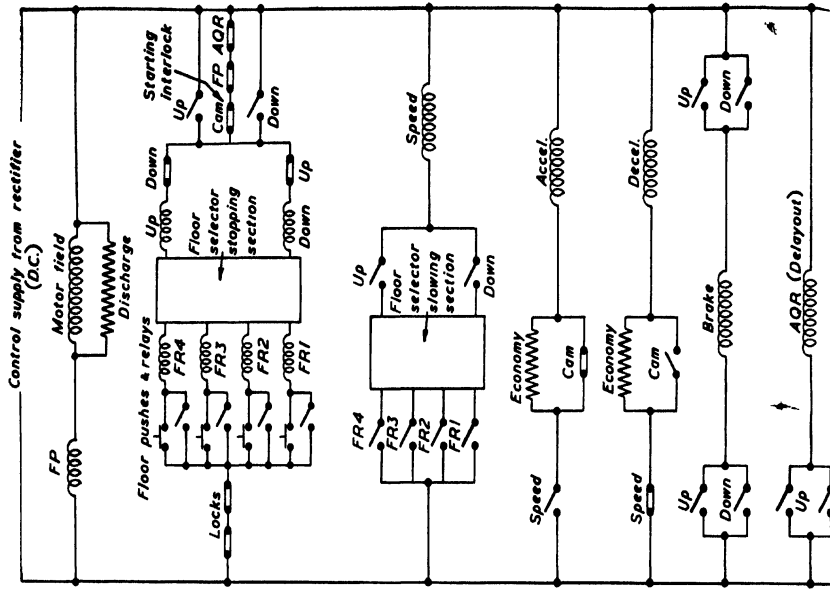 Control supply from rectifier
(D.C.)
FP
Motor field
Discharge
Floor pushes & relays
FR4
FR3
FR2
FR1
Locks
Up
Down
Floor
selector
stopping
section
Down
Up
Starting
interlock
Up
Cam
FP
AQR
Down
FR4
FR3
FR2
FR1
Up
Floor
selector
slowing
section
Down
Speed
Speed
Economy
Cam
Accel.
Speed
Economy
Cam
Decel.
Up
Down
Brake
Up
Down
Up
AQR (Delayout)